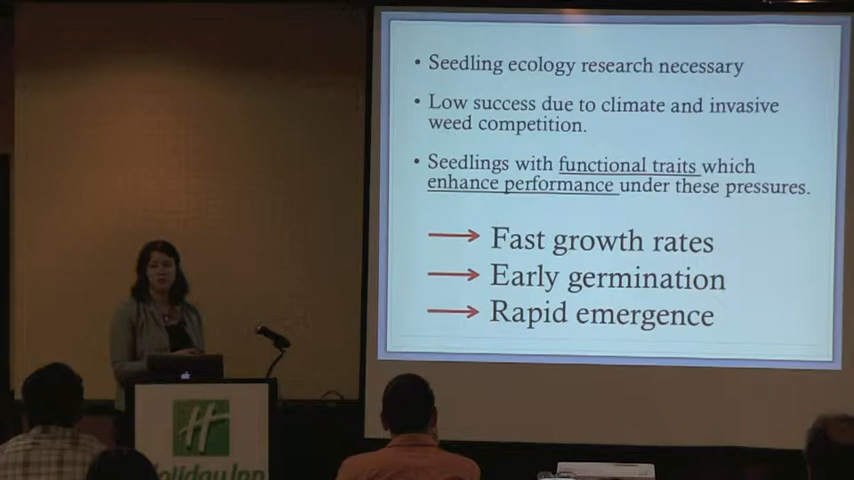 • Seedling ecology research necessary
• Low success due to climate and invasive
weed competition.
• Seedlings with functional traits which
enhance performance under these pressures.
Fast growth rates
Early germination
Rapid emergence
H
Holiday Inn